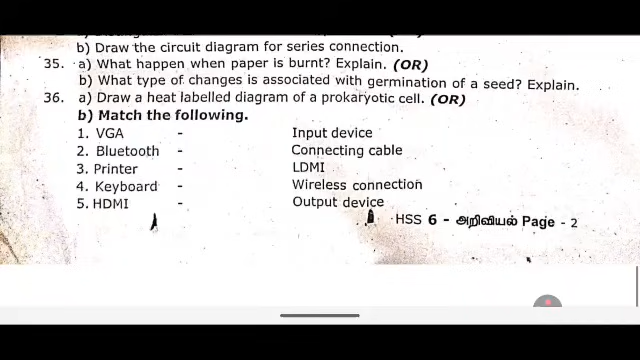 b) Draw the circuit diagram for series connection.
35. a) What happen when paper is burnt? Explain. (OR)
b) What type of changes is associated with germination of a seed? Explain.
36. a) Draw a heat labelled diagram of a prokaryotic cell. (OR)
b) Match the following.
1. VGA - Input device
2. Bluetooth - Connecting cable
3. Printer - LDMI
4. Keyboard - Wireless connection
5. HDMI - Output device
HSS 6 - அறிவியல் Page - 2